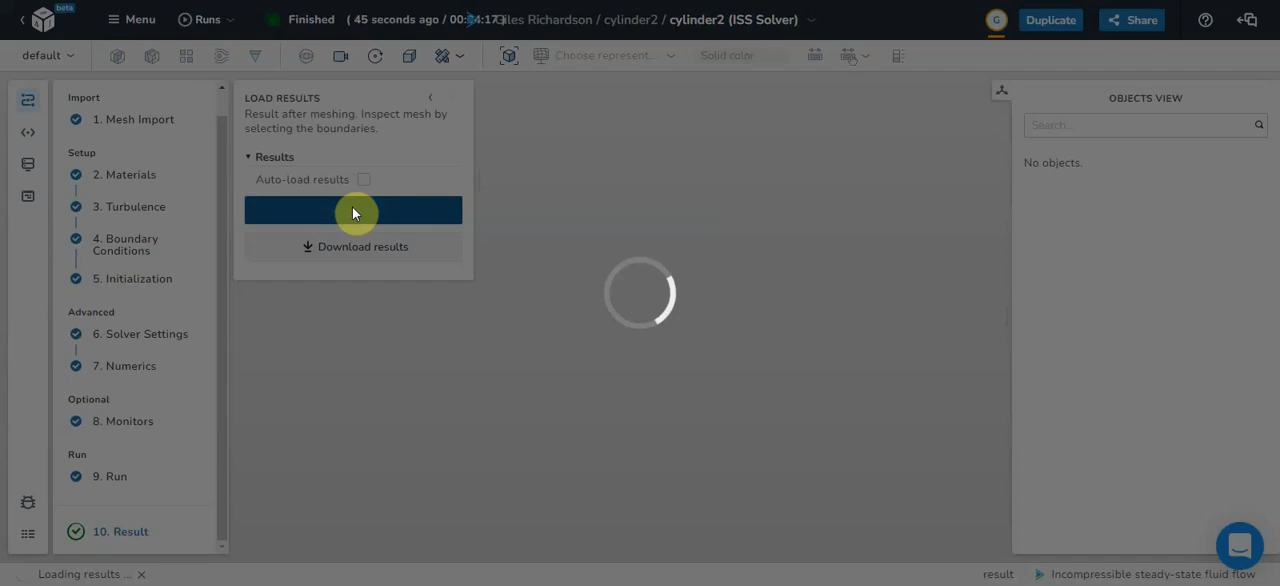 beta
Menu
Runs
Finished
( 45 seconds ago / 00:
:17
iles Richardson / cylinder2 / cylinder2 (ISS Solver)
G
Duplicate
Share
default
Choose represent...
Solid color
Import
1. Mesh Import
Setup
2. Materials
3. Turbulence
4. Boundary
Conditions
5. Initialization
Advanced
6. Solver Settings
7. Numerics
Optional
8. Monitors
Run
9. Run
10. Result
LOAD RESULTS
Result after meshing. Inspect mesh by
selecting the boundaries.
Results
Auto-load results
Download results
OBJECTS VIEW
Search...
No objects.
Loading results ...
result
Incompressible steady-state fluid flow